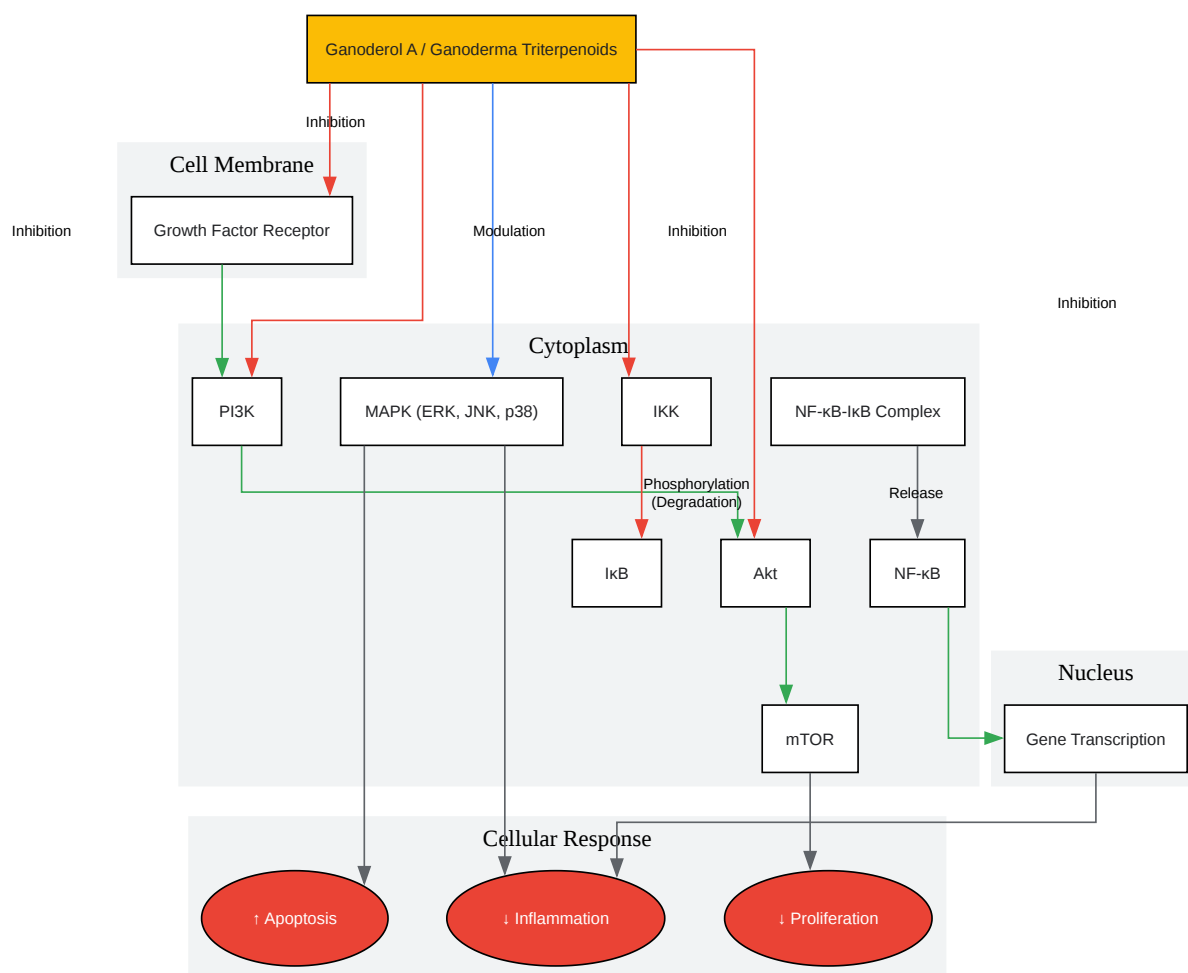 Ganoderol A / Ganoderma Triterpenoids
Inhibition
Cell Membrane
Growth Factor Receptor
Inhibition
Modulation
Inhibition
Inhibition
Cytoplasm
PI3K
MAPK (ERK, JNK, p38)
IKK
NF-κB-IκB Complex
Phosphorylation
(Degradation)
Release
IκB
Akt
NF-κB
Nucleus
mTOR
Gene Transcription
Cellular Response
↑ Apoptosis
↓ Inflammation
↓ Proliferation